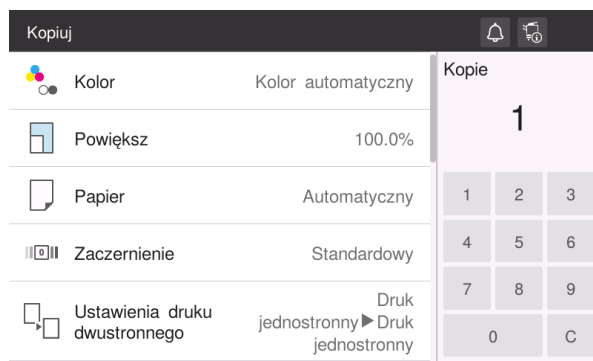 Kopiuj
Kolor
Kolor automatyczny
Powiększ
100.0%
Papier
Automatyczny
0
Zaczernienie
Standardowy
Ustawienia druku
dwustronnego
Druk
jednostronny▶Druk
jednostronny
Kopie
1
1 2 3
4 5 6
7 8 9
0 C